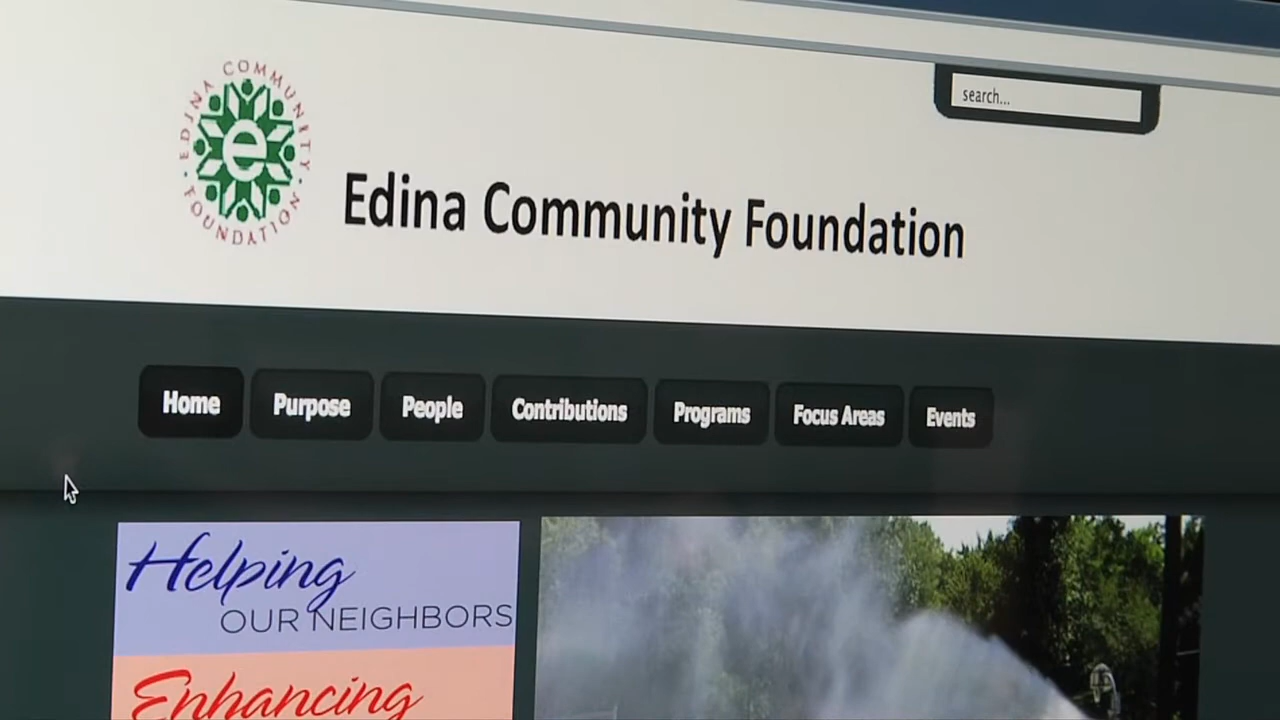 EDINA COMMUNITY
FOUNDATION
e
search...
Edina Community Foundation
Home Purpose People Contributions Programs Focus Areas Events
Helping
OUR NEIGHBORS
Enhancing